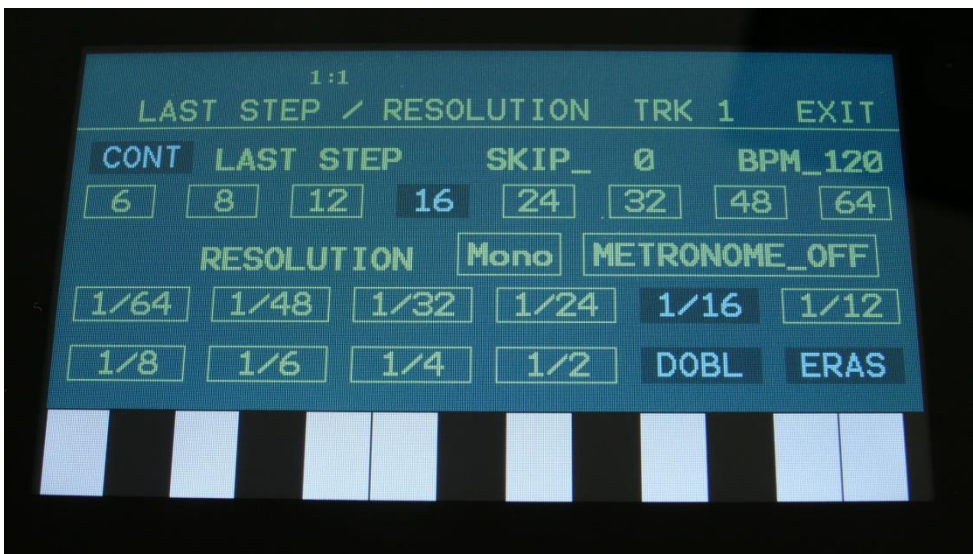 1:1
LAST STEP / RESOLUTION TRK 1 EXIT
CONT LAST STEP SKIP_ 0 BPM_120
6 8 12 16 24 32 48 64
RESOLUTION Mono METRONOME_OFF
1/64 1/48 1/32 1/24 1/16 1/12
1/8 1/6 1/4 1/2 DOBL ERAS